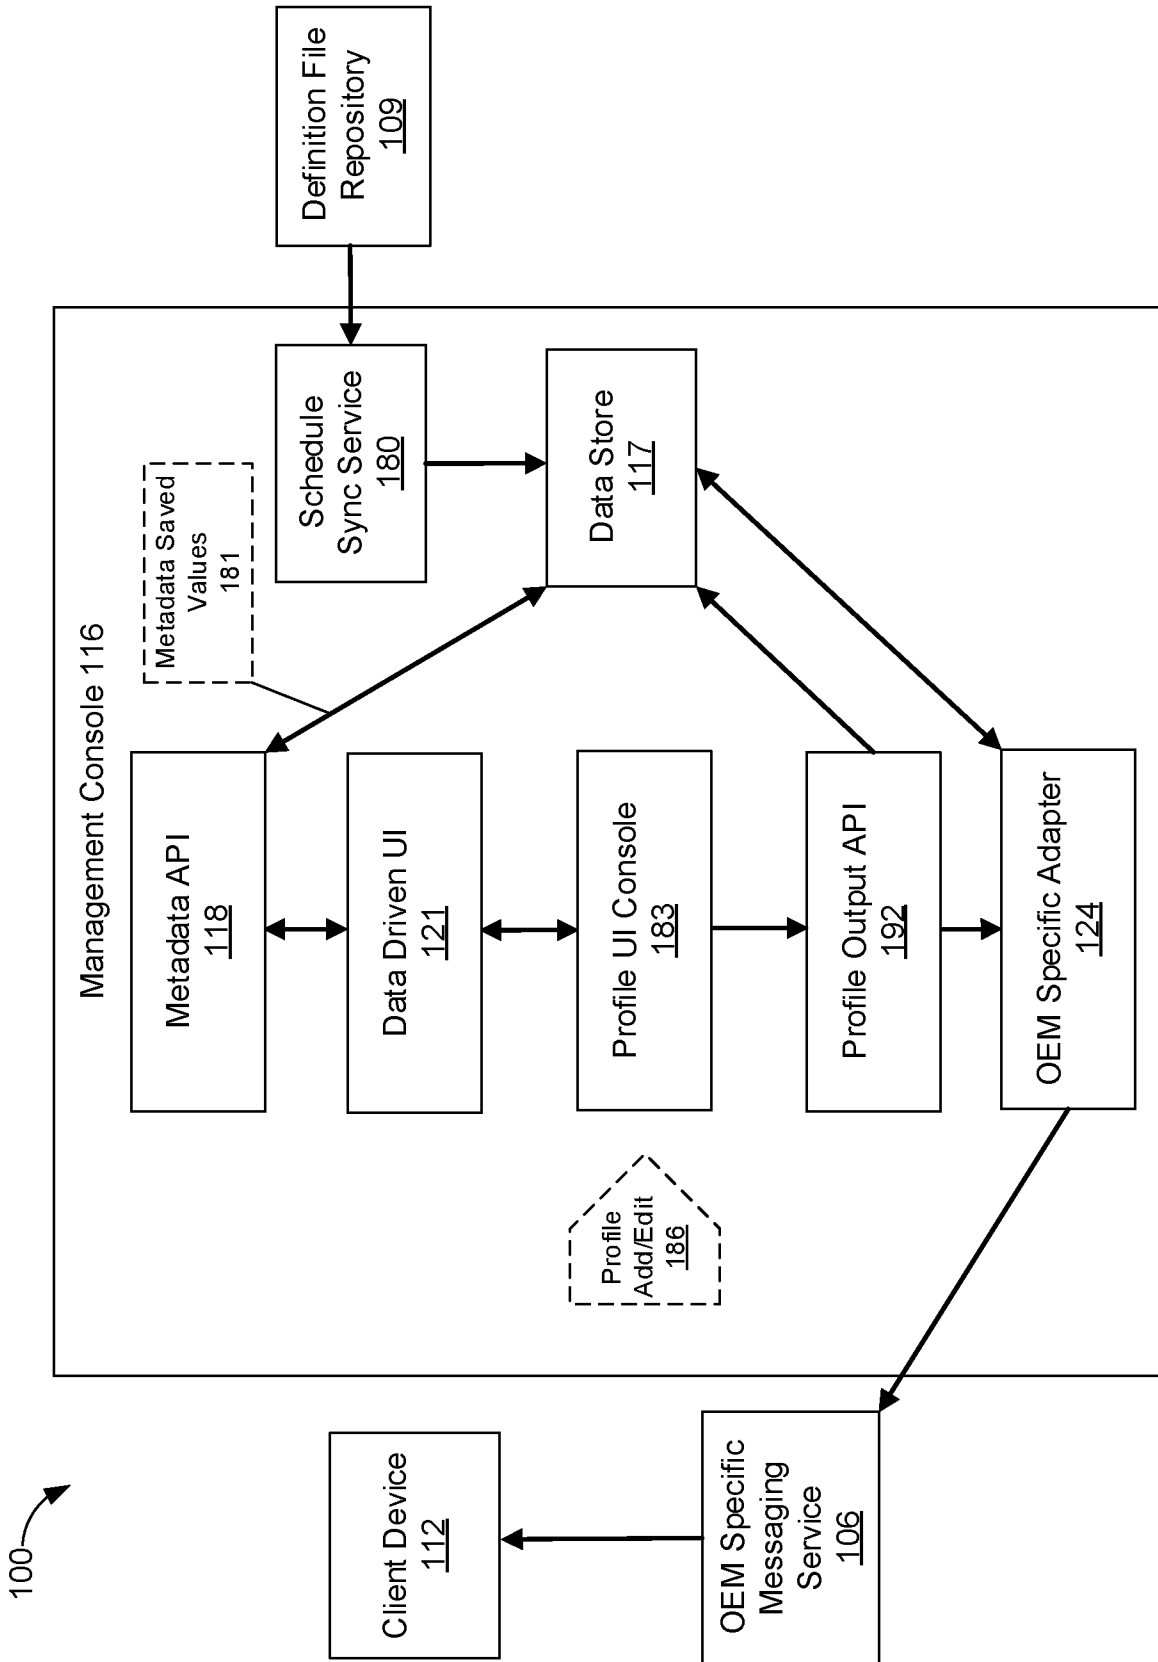 100
Management Console 116
Client Device
112
OEM Specific
Messaging
Service
106
Profile
Add/Edit
186
Metadata API
118
Data Driven UI
121
Profile UI Console
183
Profile Output API
192
OEM Specific Adapter
124
Metadata Saved
Values
181
Schedule
Sync Service
180
Data Store
117
Definition File
Repository
109